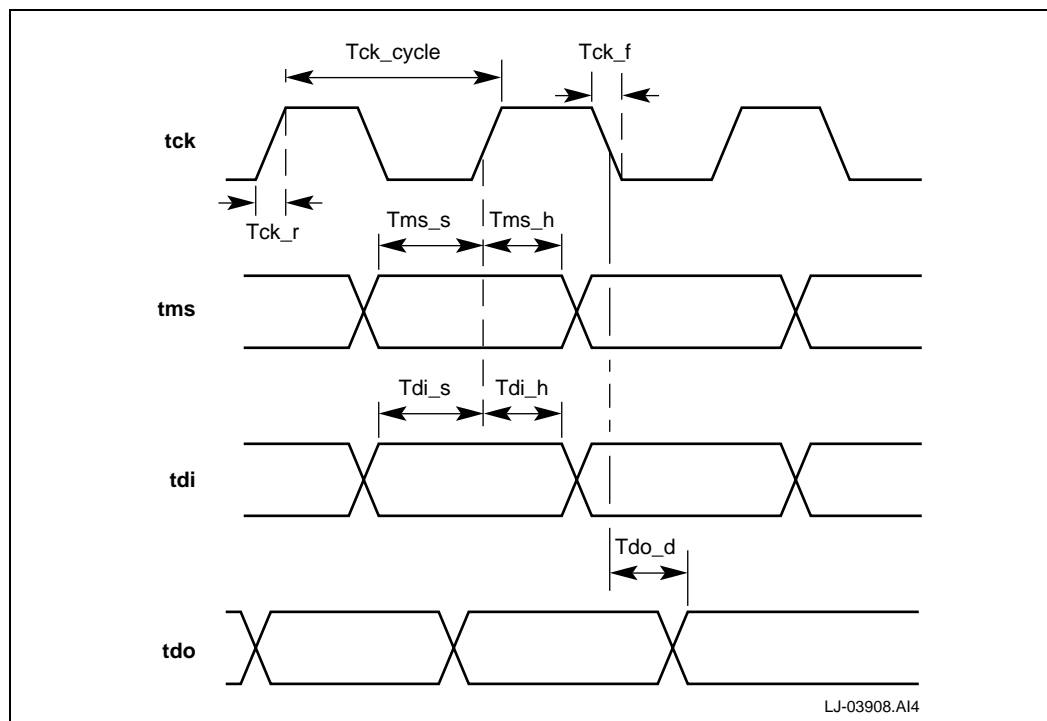 Tck_cycle
Tck_f
tck
Tck_r
Tms_s
Tms_h
tms
Tdi_s
Tdi_h
tdi
Tdo_d
tdo
LJ-03908.AI4